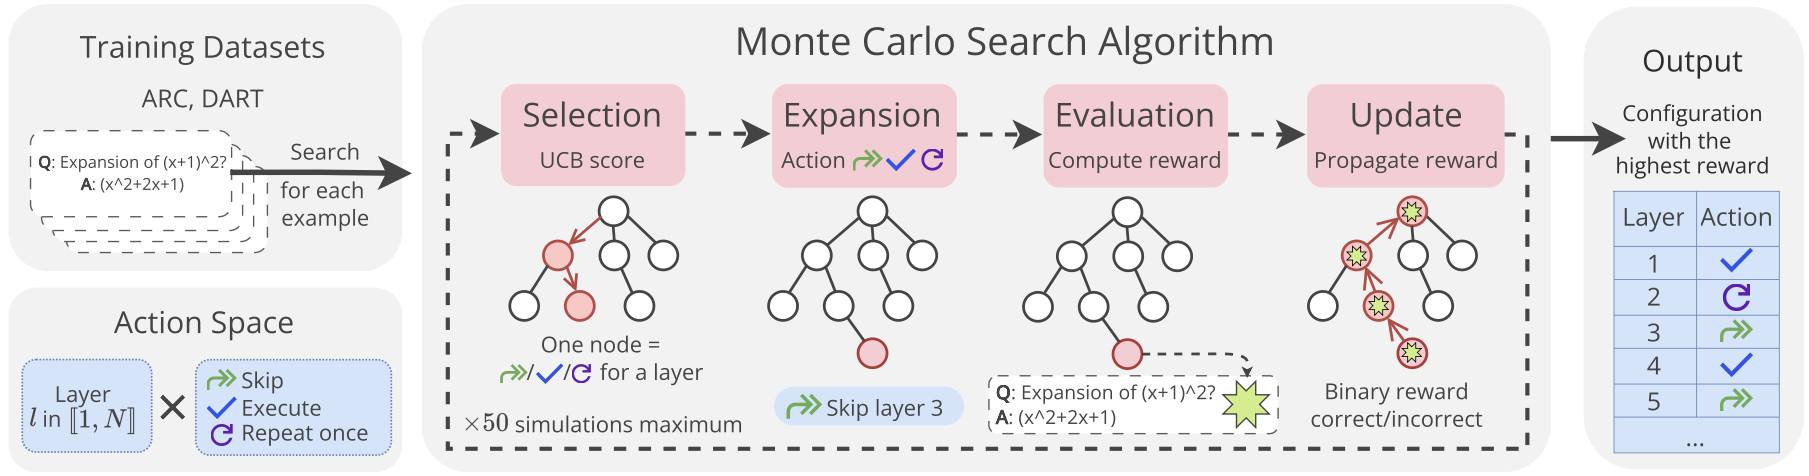 Training Datasets
ARC, DART
Q: Expansion of (x+1)^2?
A: (x^2+2x+1)
Search
for each
example
Action Space
Layer
l in ⟦1, N⟧
Skip
Execute
Repeat once
Monte Carlo Search Algorithm
Selection
UCB score
Expansion
Action
Evaluation
Compute reward
Update
Propagate reward
One node =
/ / for a layer
×50 simulations maximum
Skip layer 3
Q: Expansion of (x+1)^2?
A: (x^2+2x+1)
Binary reward
correct/incorrect
Output
Configuration
with the
highest reward
Layer Action
1
2
3
4
5
...